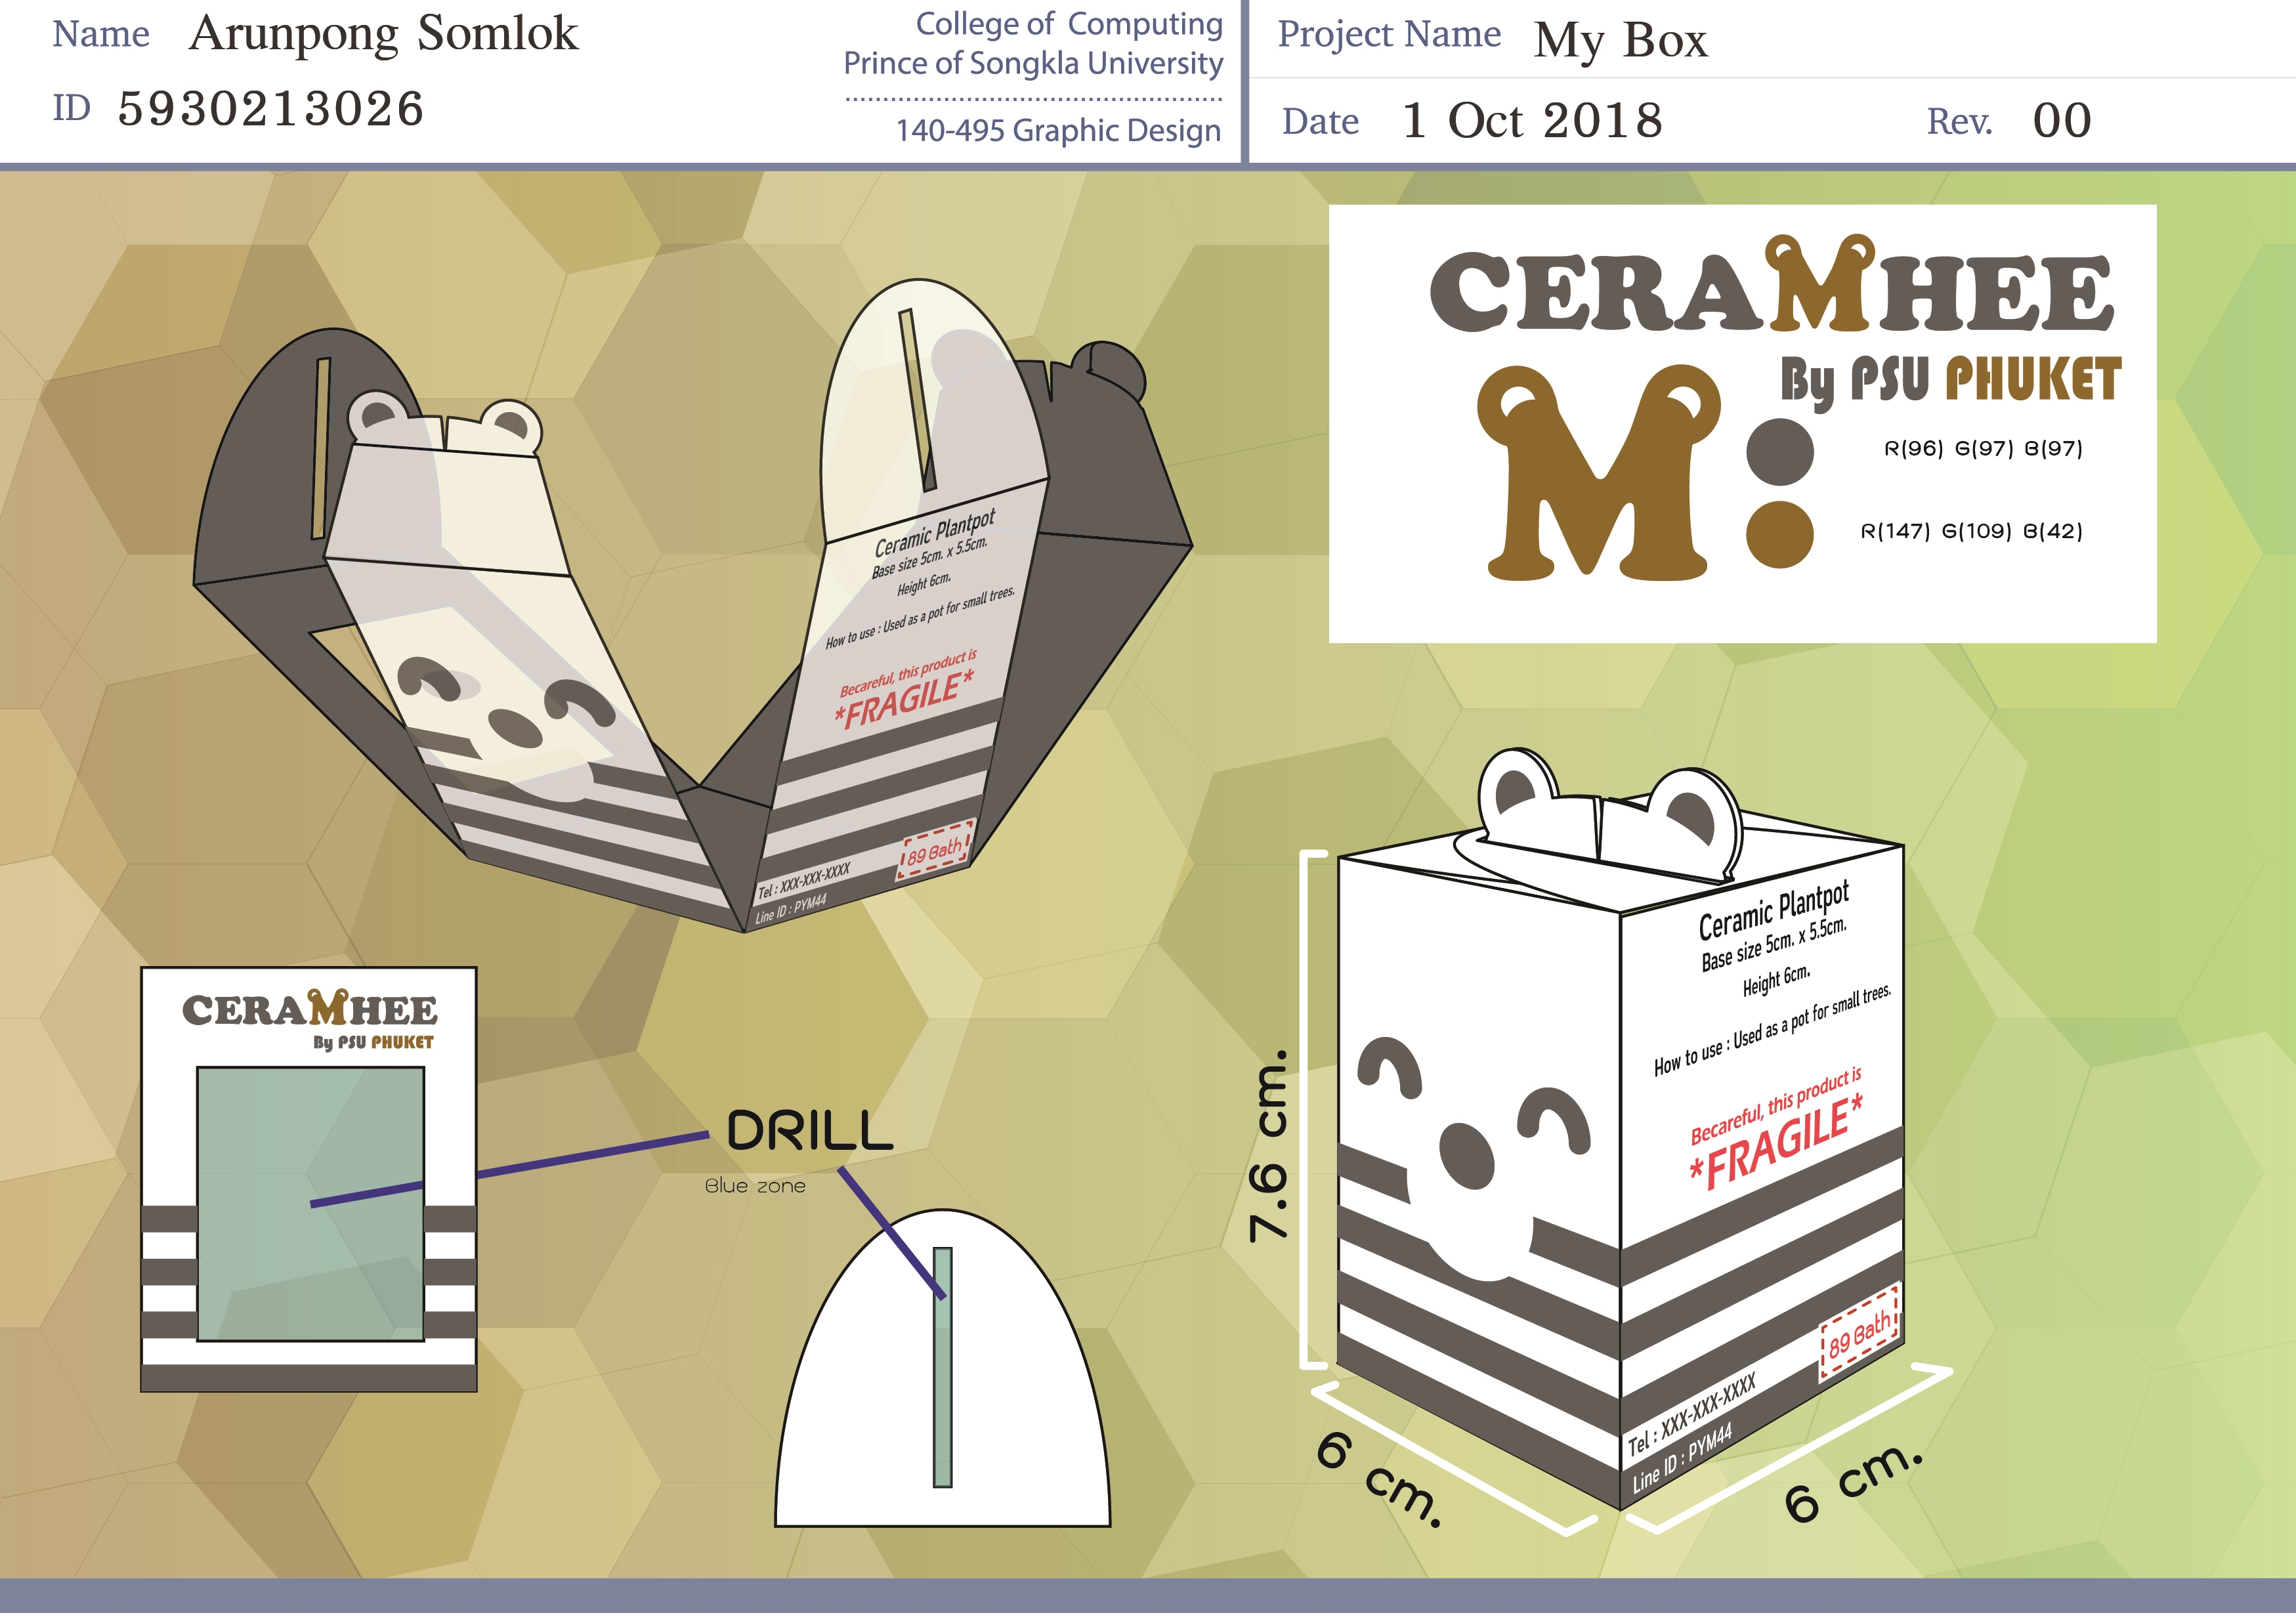 Name Arunpong Somlok
ID 5930213026
College of Computing
Prince of Songkla University
140-495 Graphic Design
Project Name My Box
Date 1 Oct 2018 Rev. 00
CERAMHEE
By PSU PHUKET
M:
R(96) G(97) B(97)
R(147) G(109) B(42)
Ceramic Plantpot
Base size 5cm. x 5.5cm.
Height 6cm.
How to use : Used as a pot for small trees.
Becareful, this product is
*FRAGILE*
89 Bath
Tel : XXX-XXX-XXXX
Line ID : PYM44
CERAMHEE
By PSU PHUKET
DRILL
Blue zone
Ceramic Plantpot
Base size 5cm. x 5.5cm.
Height 6cm.
How to use : Used as a pot for small trees.
Becareful, this product is
*FRAGILE*
89 Bath
Tel : XXX-XXX-XXXX
Line ID : PYM44
7.6 cm.
6 cm.
6 cm.